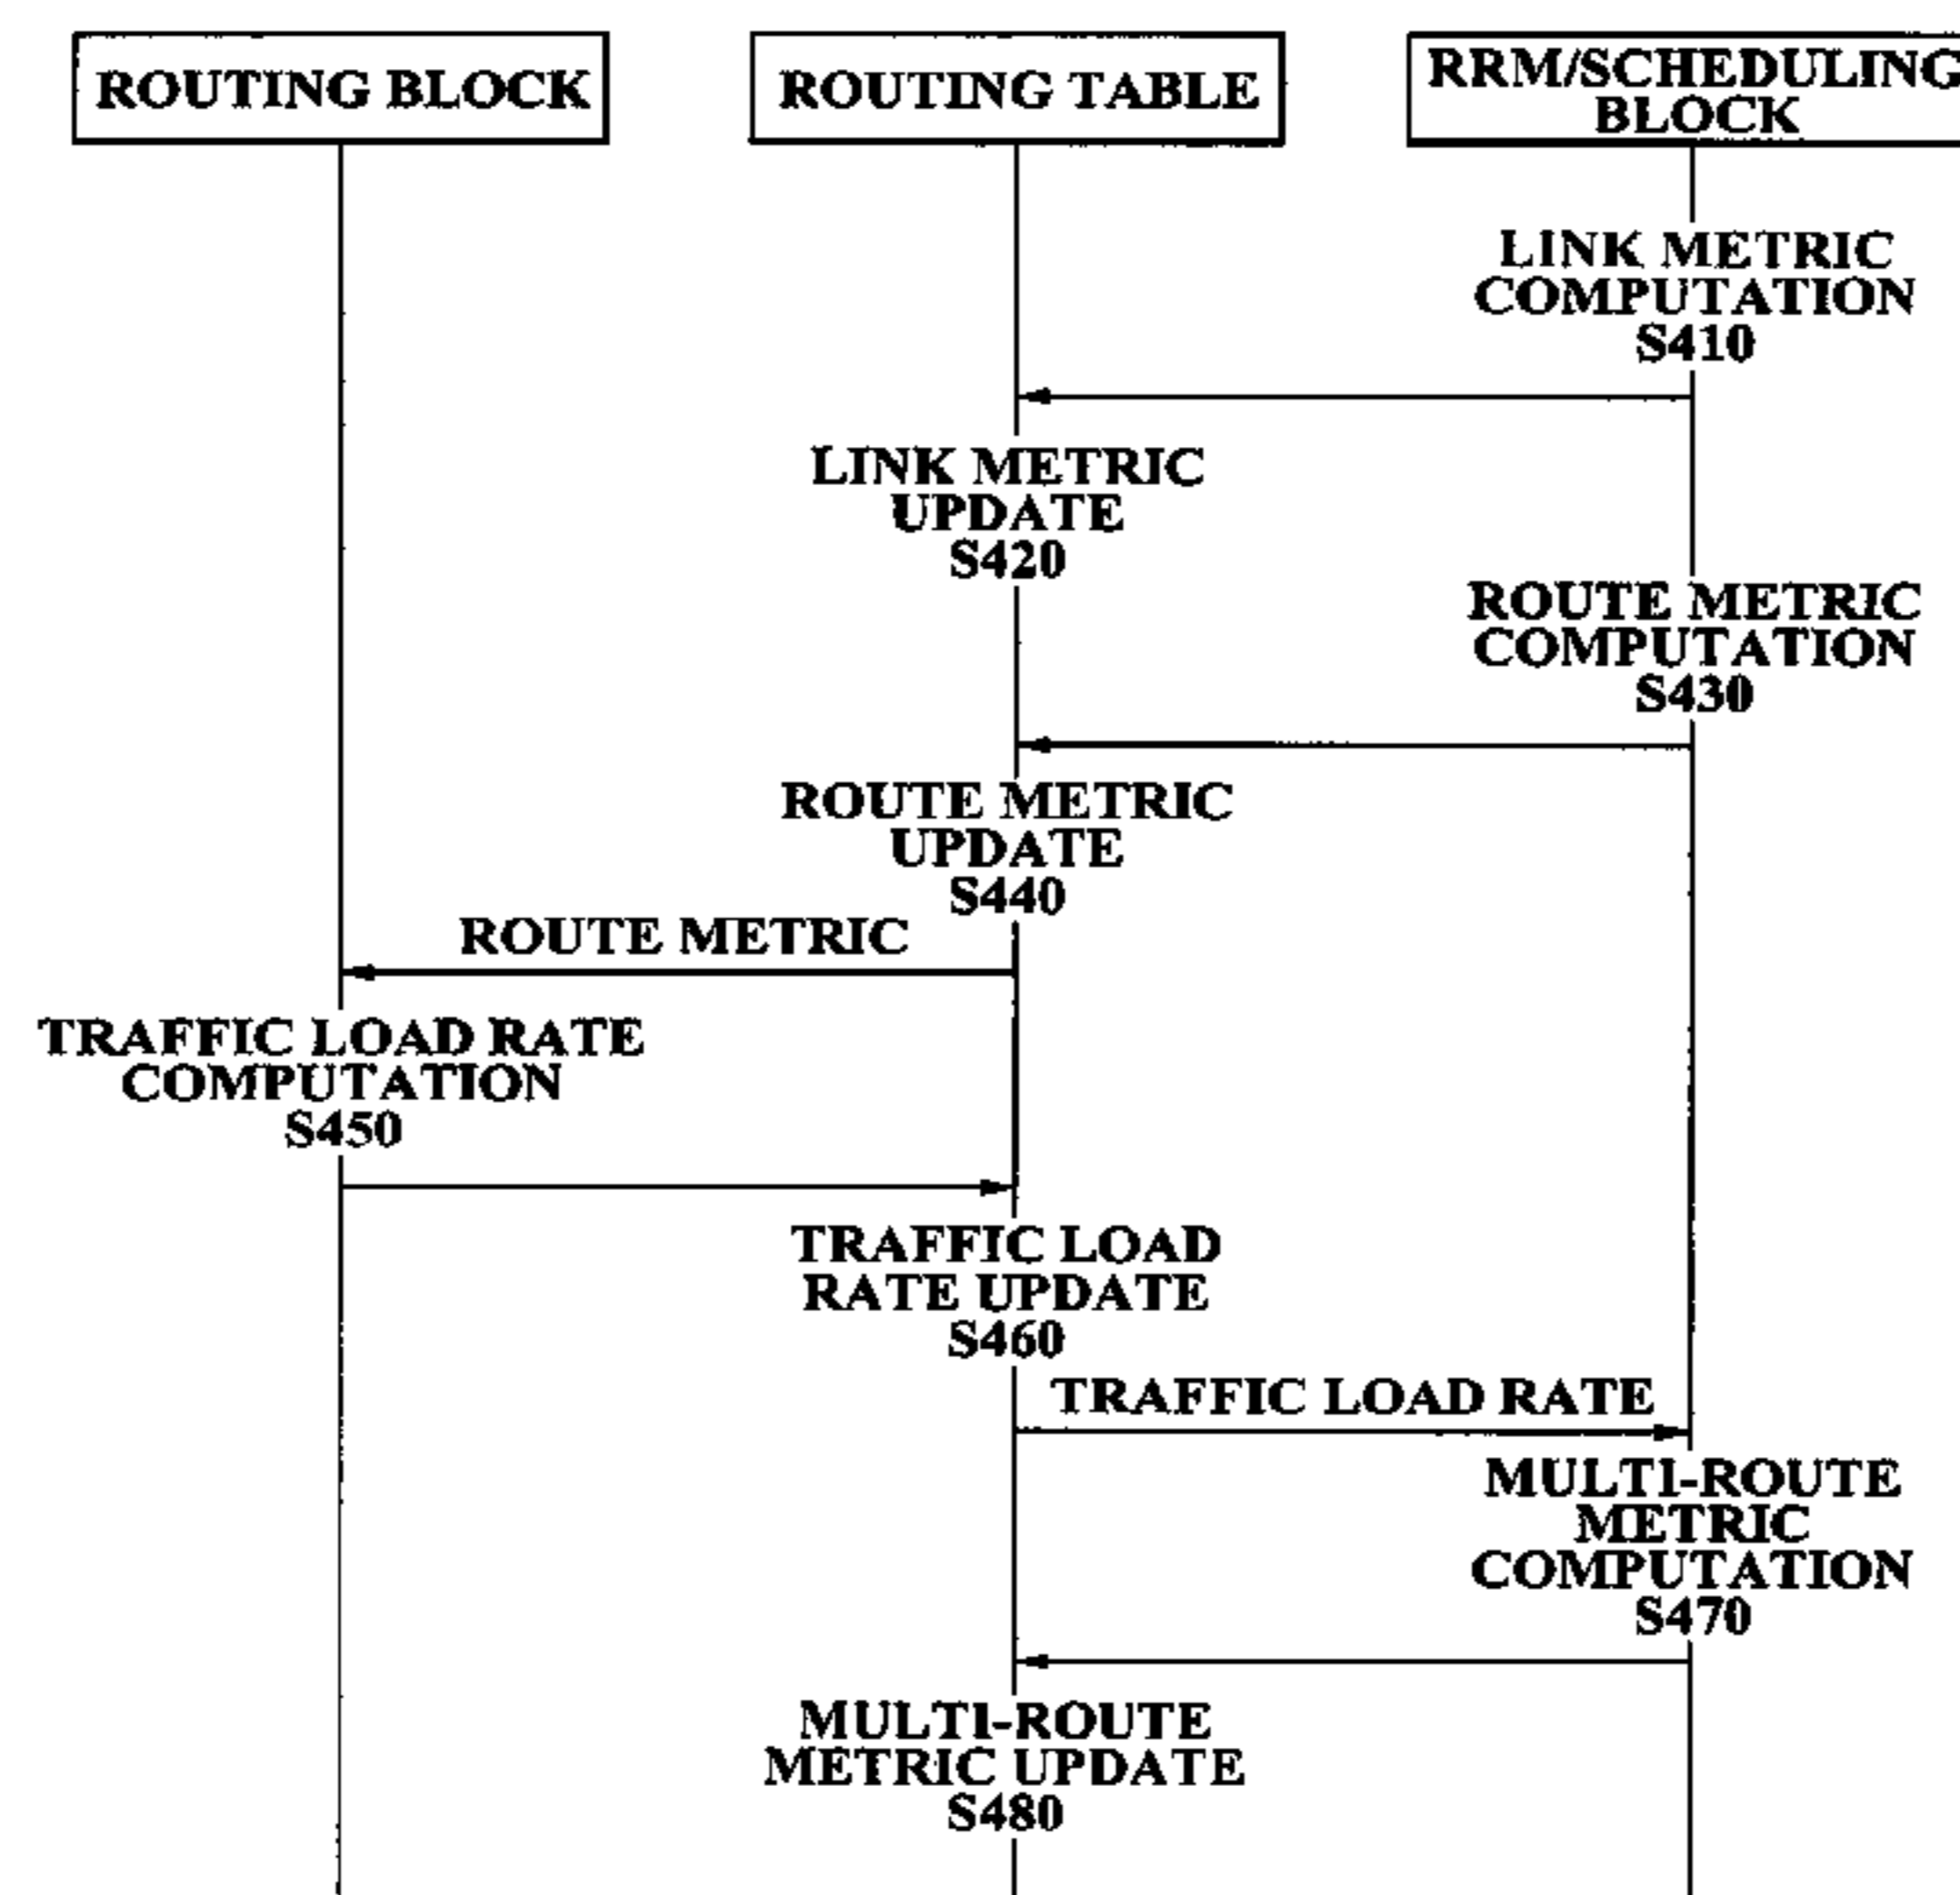 ROUTING BLOCK
ROUTING TABLE
RRM/SCHEDULING
BLOCK
LINK METRIC
COMPUTATION
S410
LINK METRIC
UPDATE
S420
ROUTE METRIC
COMPUTATION
S430
ROUTE METRIC
UPDATE
S440
ROUTE METRIC
TRAFFIC LOAD RATE
COMPUTATION
S450
TRAFFIC LOAD
RATE UPDATE
S460
TRAFFIC LOAD RATE
MULTI-ROUTE
METRIC
COMPUTATION
S470
MULTI-ROUTE
METRIC UPDATE
S480